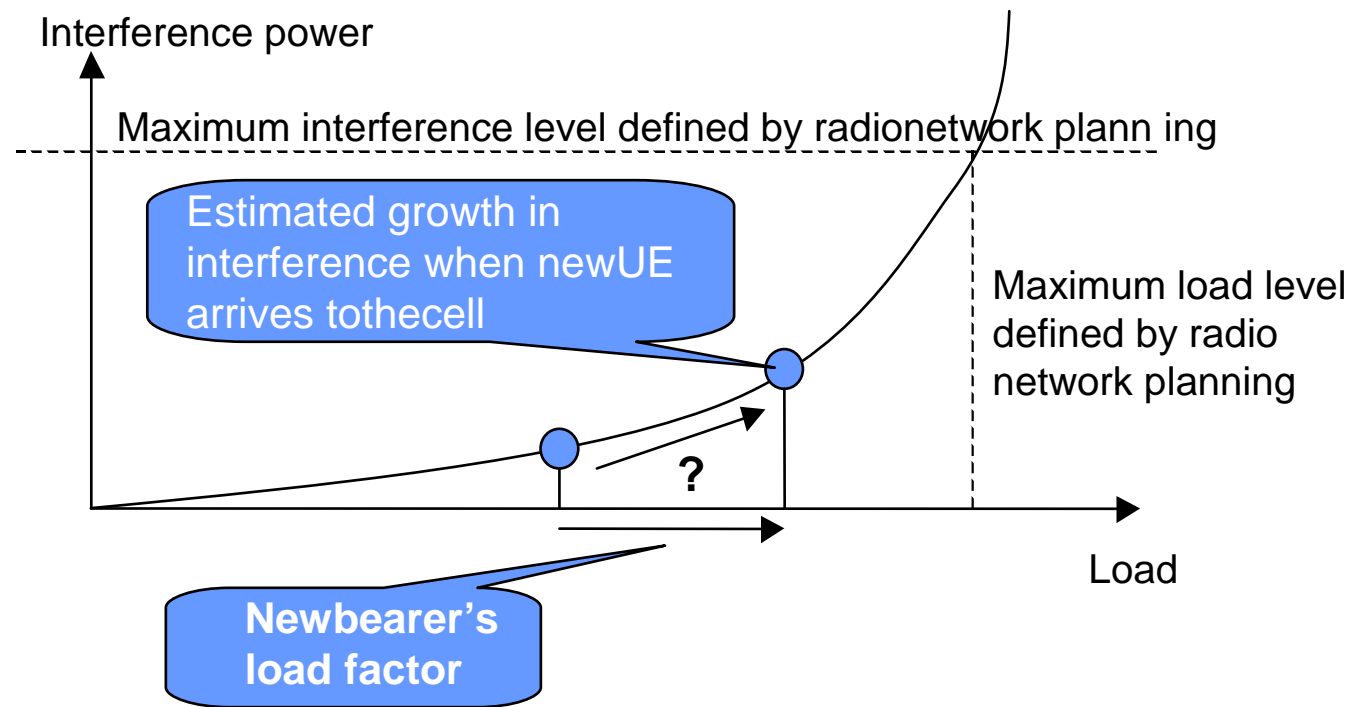 Interference power
Maximum interference level defined by radionetwork plann ing
Estimated growth in
interference when newUE
arrives tothecell
Maximum load level
defined by radio
network planning
?
Load
Newbearer’s
load factor